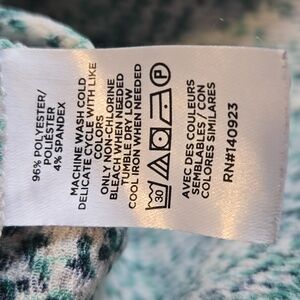 96% POLYESTER/
POLIÉSTER
4% SPANDEX
MACHINE WASH COLD
DELICATE CYCLE WITH LIKE
COLORS
ONLY NON-CHLORINE
BLEACH WHEN NEEDED
TUMBLE DRY LOW
COOL IRON WHEN NEEDED
30
AVEC DES COULEURS
SEMBLABLES / CON
COLORES SIMILARES
RN#140923